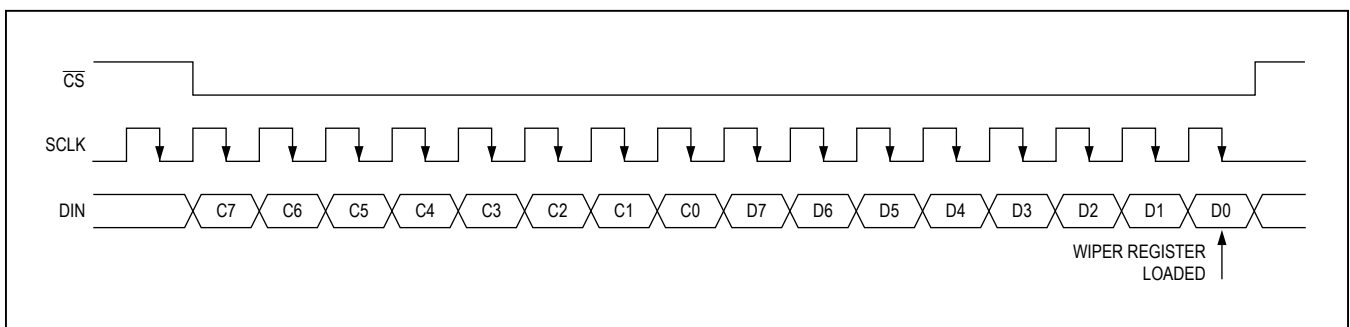 C̅S̅
SCLK
DIN C7 C6 C5 C4 C3 C2 C1 C0 D7 D6 D5 D4 D3 D2 D1 D0
WIPER REGISTER
LOADED